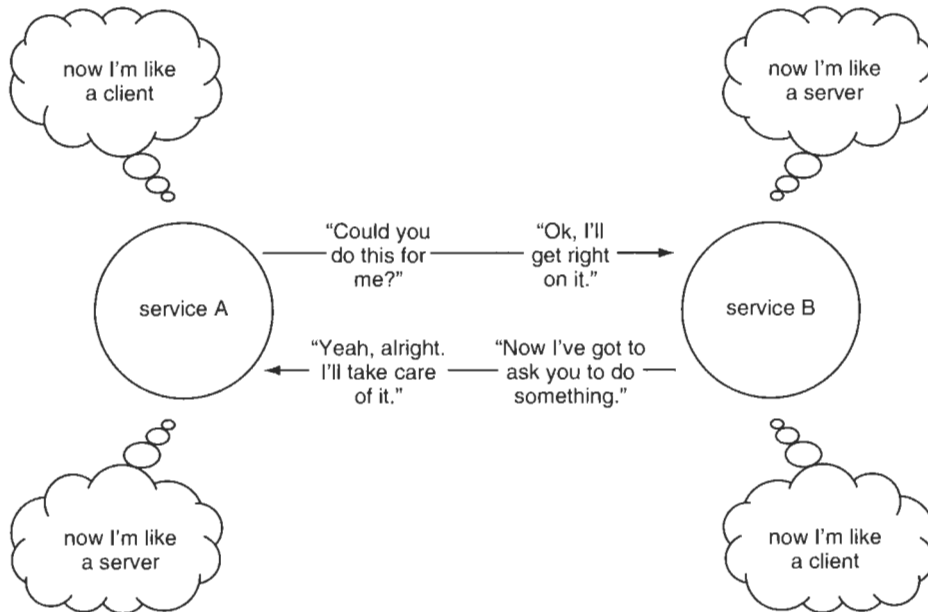 now I'm like
a client
now I'm like
a server
“Could you
do this for
me?”
“Ok, I'll
get right
on it.”
service A
service B
“Yeah, alright.
I'll take care
of it.”
“Now I've got to
ask you to do
something.”
now I'm like
a server
now I'm like
a client